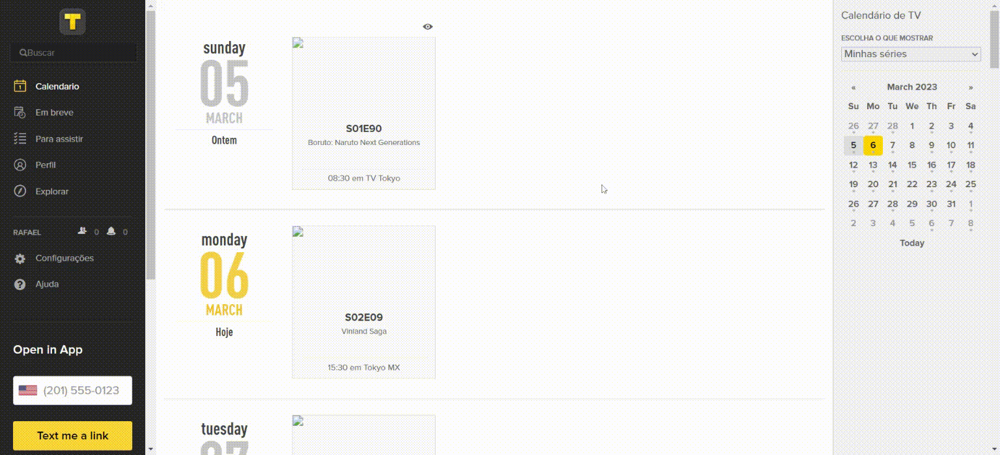 T
Buscar
Calendario
Em breve
Para assistir
Perfil
Explorar
RAFAEL 0 0
Configurações
Ajuda
Open in App
(201) 555-0123
Text me a link
sunday
05
MARCH
Ontem
S01E90
Boruto: Naruto Next Generations
08:30 em TV Tokyo
monday
06
MARCH
Hoje
S02E09
Vinland Saga
15:30 em Tokyo MX
tuesday
07
Calendário de TV
ESCOLHA O QUE MOSTRAR
Minhas séries
« March 2023 »
Su Mo Tu We Th Fr Sa
26 27 28 1 2 3 4
5 6 7 8 9 10 11
12 13 14 15 16 17 18
19 20 21 22 23 24 25
26 27 28 29 30 31 1
2 3 4 5 6 7 8
Today